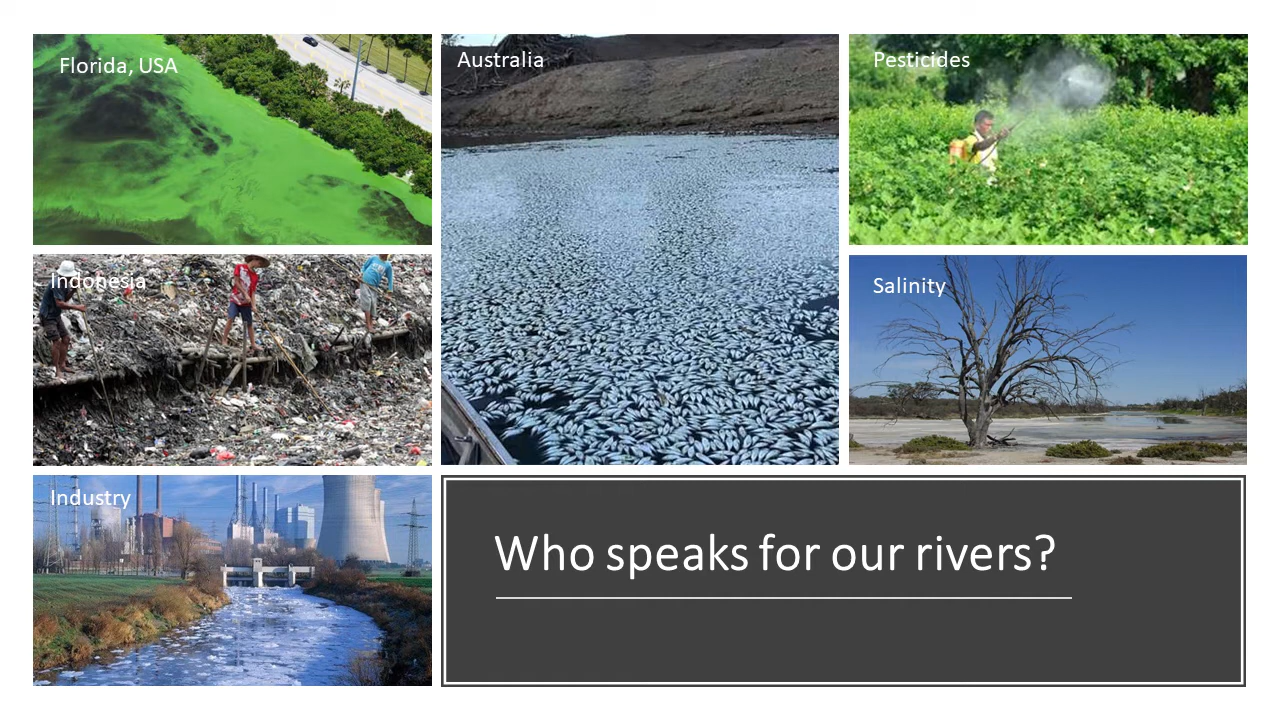 Florida, USA
Australia
Pesticides
Indonesia
Salinity
Industry
Who speaks for our rivers?